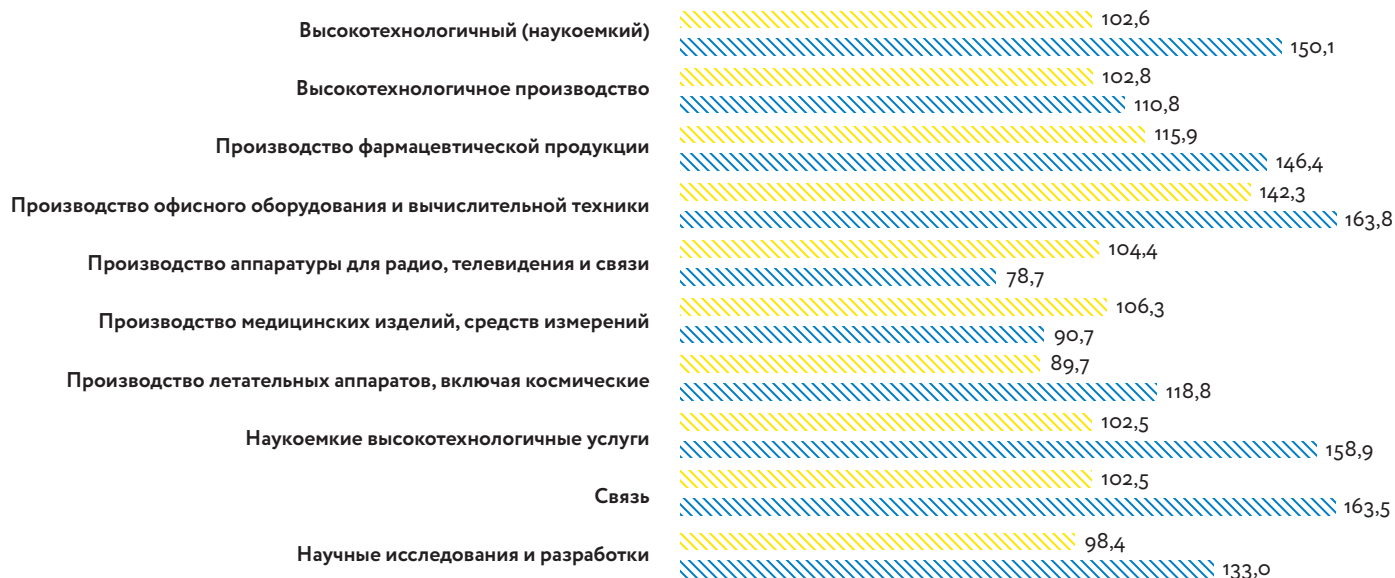 Высокотехнологичный (наукоемкий)
102,6
150,1
Высокотехнологичное производство
102,8
110,8
Производство фармацевтической продукции
115,9
146,4
Производство офисного оборудования и вычислительной техники
142,3
163,8
Производство аппаратуры для радио, телевидения и связи
104,4
78,7
Производство медицинских изделий, средств измерений
106,3
90,7
Производство летательных аппаратов, включая космические
89,7
118,8
Наукоемкие высокотехнологичные услуги
102,5
158,9
Связь
102,5
163,5
Научные исследования и разработки
98,4
133,0